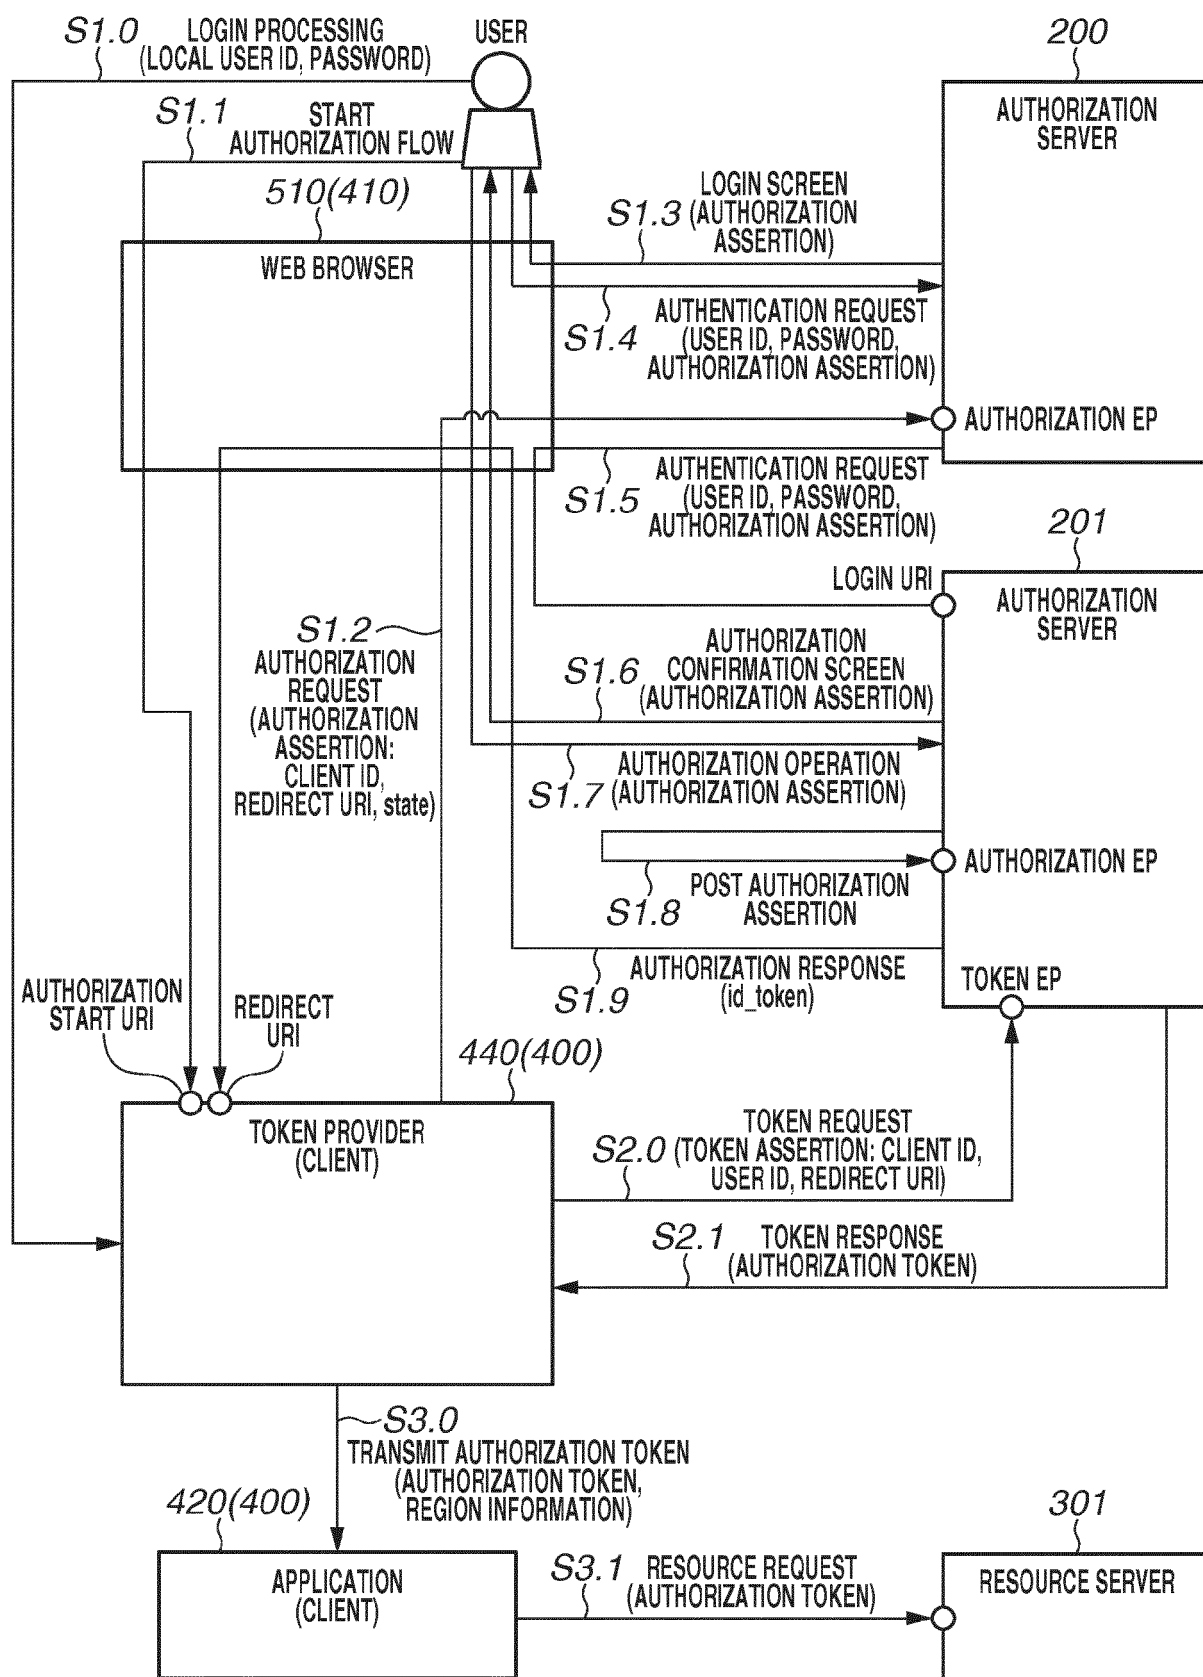 S1.0
LOGIN PROCESSING
(LOCAL USER ID, PASSWORD)
USER
200
AUTHORIZATION
SERVER
S1.1
START
AUTHORIZATION FLOW
510(410)
WEB BROWSER
S1.3
LOGIN SCREEN
(AUTHORIZATION
ASSERTION)
S1.4
AUTHENTICATION REQUEST
(USER ID, PASSWORD,
AUTHORIZATION ASSERTION)
AUTHORIZATION EP
S1.5
AUTHENTICATION REQUEST
(USER ID, PASSWORD,
AUTHORIZATION ASSERTION)
201
LOGIN URI
AUTHORIZATION
SERVER
S1.2
AUTHORIZATION
REQUEST
(AUTHORIZATION
ASSERTION:
CLIENT ID,
REDIRECT URI, state)
S1.6
AUTHORIZATION
CONFIRMATION SCREEN
(AUTHORIZATION ASSERTION)
S1.7
AUTHORIZATION OPERATION
(AUTHORIZATION ASSERTION)
AUTHORIZATION EP
S1.8
POST AUTHORIZATION
ASSERTION
S1.9
AUTHORIZATION RESPONSE
(id_token)
TOKEN EP
AUTHORIZATION
START URI
REDIRECT
URI
440(400)
TOKEN PROVIDER
(CLIENT)
S2.0
TOKEN REQUEST
(TOKEN ASSERTION: CLIENT ID,
USER ID, REDIRECT URI)
S2.1
TOKEN RESPONSE
(AUTHORIZATION TOKEN)
S3.0
TRANSMIT AUTHORIZATION TOKEN
(AUTHORIZATION TOKEN,
REGION INFORMATION)
420(400)
APPLICATION
(CLIENT)
S3.1
RESOURCE REQUEST
(AUTHORIZATION TOKEN)
301
RESOURCE SERVER